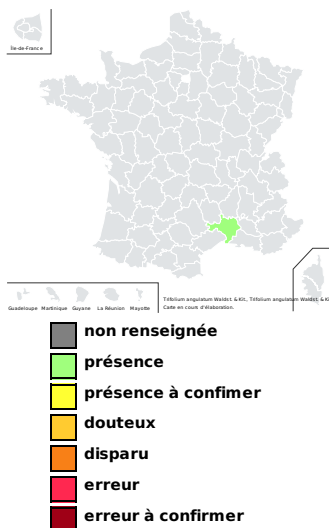 Île-de-France
Guadeloupe Martinique Guyane La Réunion Mayotte
Trifolium angulatum Waldst. & Kit., Trifolium angulatum Waldst. & Ki
Carte en cours d'élaboration.
non renseignée
présence
présence à confimer
douteux
disparu
erreur
erreur à confirmer